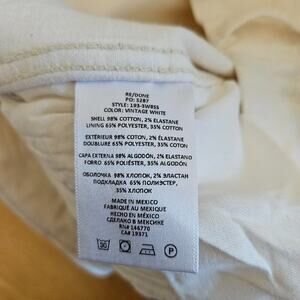 RE/DONE
PO: 3287
STYLE: 193-3WBSS
COLOR: VINTAGE WHITE
SHELL 98% COTTON, 2% ELASTANE
LINING 65% POLYESTER, 35% COTTON
EXTÉRIEUR 98% COTON, 2% ELASTANE
DOUBLURE 65% POLYESTER, 35% COTON
CAPA EXTERNA 98% ALGODÓN, 2% ELASTANO
FORRO 65% POLIÉSTER, 35% ALGODÓN
ОБОЛОЧКА 98% ХЛОПОК, 2% ЭЛАСТАН
ПОДКЛАДКА 65% ПОЛИЭСТЕР,
35% ХЛОПОК
MADE IN MEXICO
FABRIQUÉ AU MEXIQUE
HECHO EN MÉXICO
СДЕЛАНО В МЕКСИКЕ
RN# 146770
CA# 19371
30
P